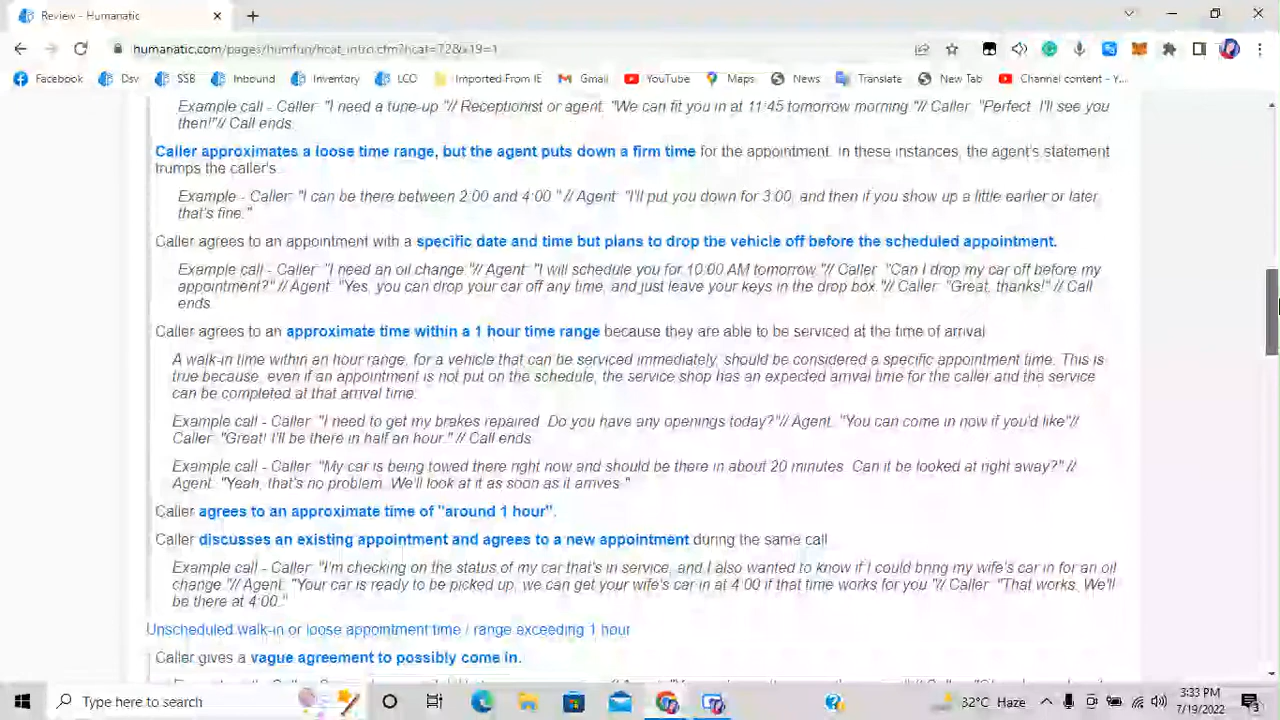 Review - Humanatic
humanatic.com/pages/humfun/hcat_intro.cfm?hcat=72&x19=1
Facebook Dsv SSB Inbound Inventory LCO Imported From IE Gmail YouTube Maps News Translate New Tab Channel content - Y...
Example call - Caller: "I need a tune-up "// Receptionist or agent: "We can fit you in at 11:45 tomorrow morning "// Caller: "Perfect. I'll see you
then!"// Call ends.
Caller approximates a loose time range, but the agent puts down a firm time for the appointment. In these instances, the agent's statement
trumps the caller's.
Example - Caller: "I can be there between 2:00 and 4:00 " // Agent: "I'll put you down for 3:00, and then if you show up a little earlier or later,
that's fine."
Caller agrees to an appointment with a specific date and time but plans to drop the vehicle off before the scheduled appointment.
Example call - Caller: "I need an oil change "// Agent: "I will schedule you for 10:00 AM tomorrow "// Caller: "Can I drop my car off before my
appointment?" // Agent: "Yes, you can drop your car off any time, and just leave your keys in the drop box."// Caller: "Great, thanks!" // Call
ends.
Caller agrees to an approximate time within a 1 hour time range because they are able to be serviced at the time of arrival
A walk-in time within an hour range, for a vehicle that can be serviced immediately, should be considered a specific appointment time. This is
true because, even if an appointment is not put on the schedule, the service shop has an expected arrival time for the caller and the service
can be completed at that arrival time.
Example call - Caller: "I need to get my brakes repaired. Do you have any openings today?"// Agent: "You can come in now if you'd like"//
Caller: "Great! I'll be there in half an hour." // Call ends.
Example call - Caller: "My car is being towed there right now and should be there in about 20 minutes. Can it be looked at right away?" //
Agent: "Yeah, that's no problem. We'll look at it as soon as it arrives."
Caller agrees to an approximate time of "around 1 hour".
Caller discusses an existing appointment and agrees to a new appointment during the same call
Example call - Caller: "I'm checking on the status of my car that's in service, and I also wanted to know if I could bring my wife's car in for an oil
change "// Agent: "Your car is ready to be picked up, we can get your wife's car in at 4:00 if that time works for you "// Caller: "That works. We'll
be there at 4:00."
Unscheduled walk-in or loose appointment time / range exceeding 1 hour
Caller gives a vague agreement to possibly come in.
Type here to search
32°C Haze
3:33 PM
7/19/2022
3